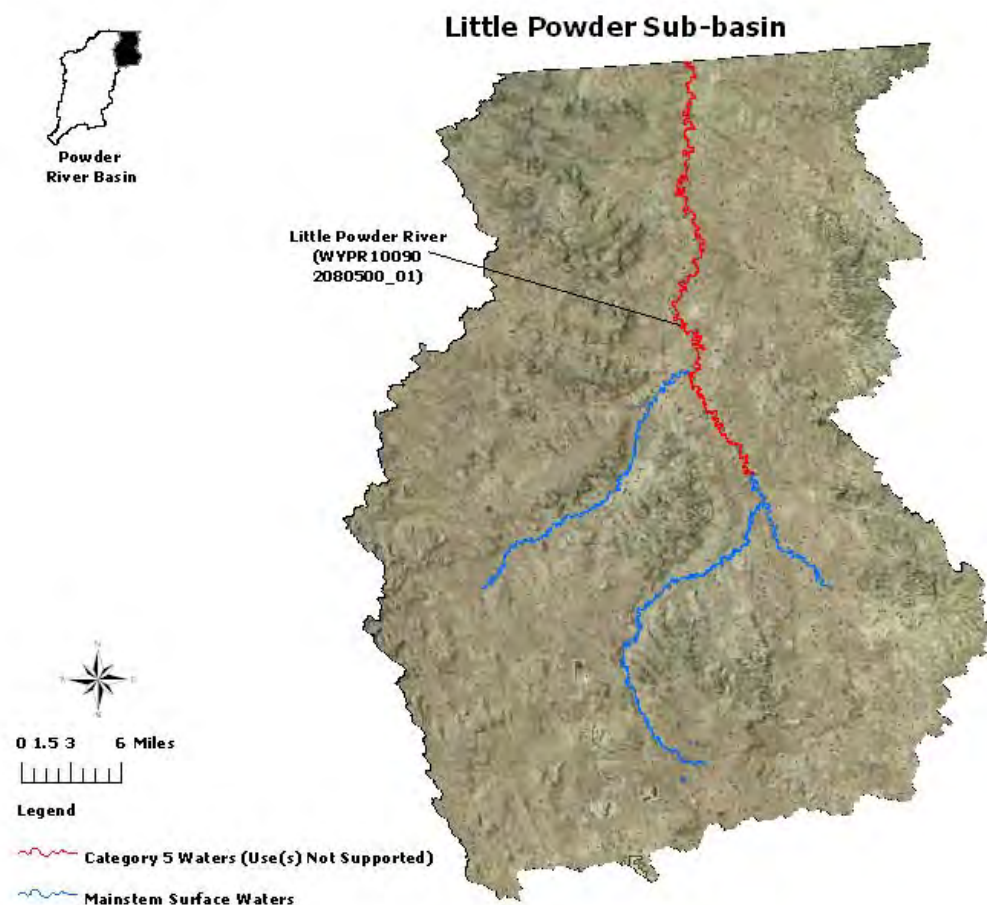 Little Powder Sub-basin
Powder
River Basin
Little Powder River
(WYPR10090
2080500_01)
0 1.5 3 6 Miles
Legend
Category 5 Waters (Use(s) Not Supported)
Mainstem Surface Waters